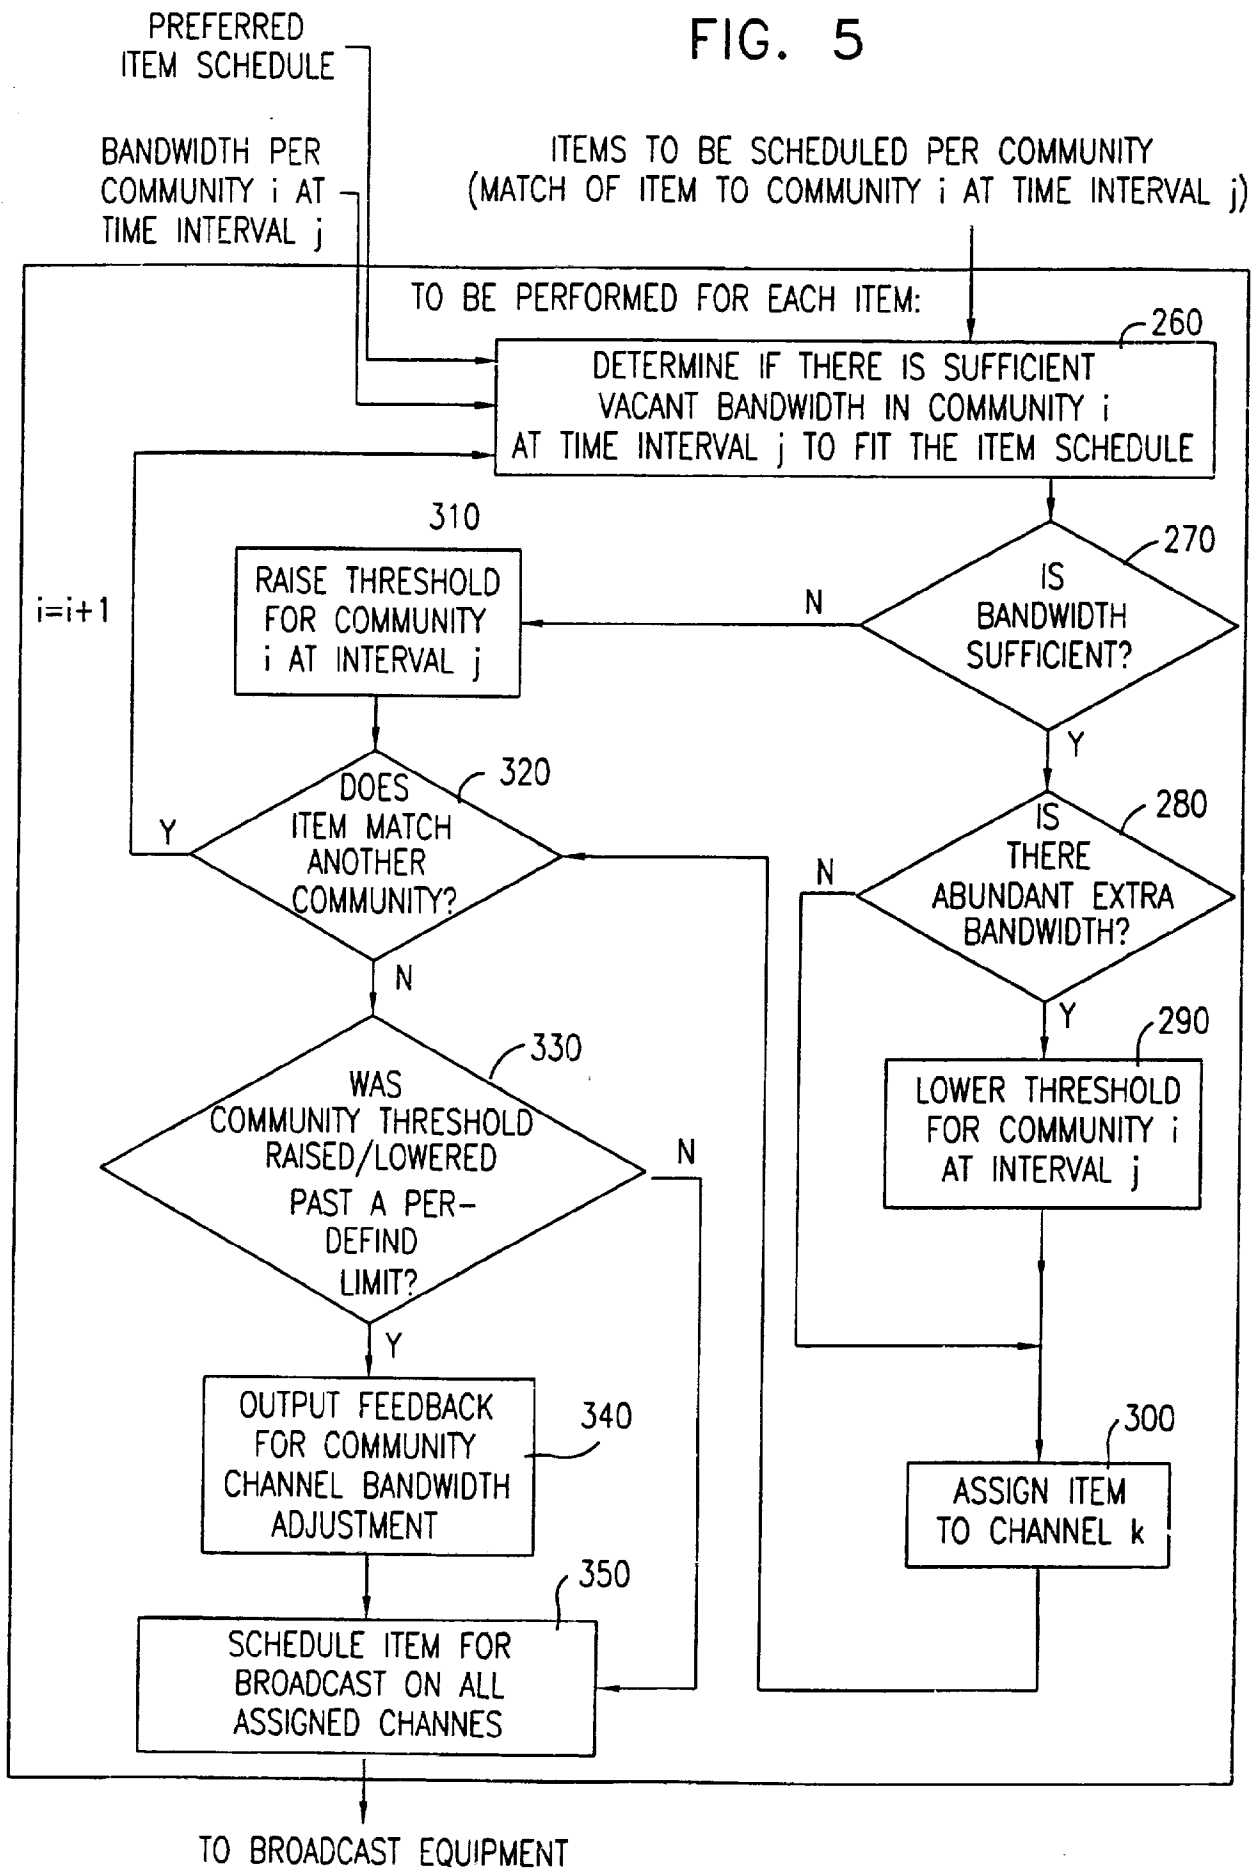 FIG. 5
PREFERRED
ITEM SCHEDULE
BANDWIDTH PER
COMMUNITY i AT
TIME INTERVAL j
ITEMS TO BE SCHEDULED PER COMMUNITY
(MATCH OF ITEM TO COMMUNITY i AT TIME INTERVAL j)
TO BE PERFORMED FOR EACH ITEM:
260
DETERMINE IF THERE IS SUFFICIENT
VACANT BANDWIDTH IN COMMUNITY i
AT TIME INTERVAL j TO FIT THE ITEM SCHEDULE
270
IS
BANDWIDTH
SUFFICIENT?
N
Y
310
RAISE THRESHOLD
FOR COMMUNITY
i AT INTERVAL j
i=i+1
320
DOES
ITEM MATCH
ANOTHER
COMMUNITY?
Y
N
280
IS
THERE
ABUNDANT EXTRA
BANDWIDTH?
N
Y
290
LOWER THRESHOLD
FOR COMMUNITY i
AT INTERVAL j
330
WAS
COMMUNITY THRESHOLD
RAISED/LOWERED
PAST A PER-
DEFIND
LIMIT?
N
Y
340
OUTPUT FEEDBACK
FOR COMMUNITY
CHANNEL BANDWIDTH
ADJUSTMENT
300
ASSIGN ITEM
TO CHANNEL k
350
SCHEDULE ITEM FOR
BROADCAST ON ALL
ASSIGNED CHANNES
TO BROADCAST EQUIPMENT